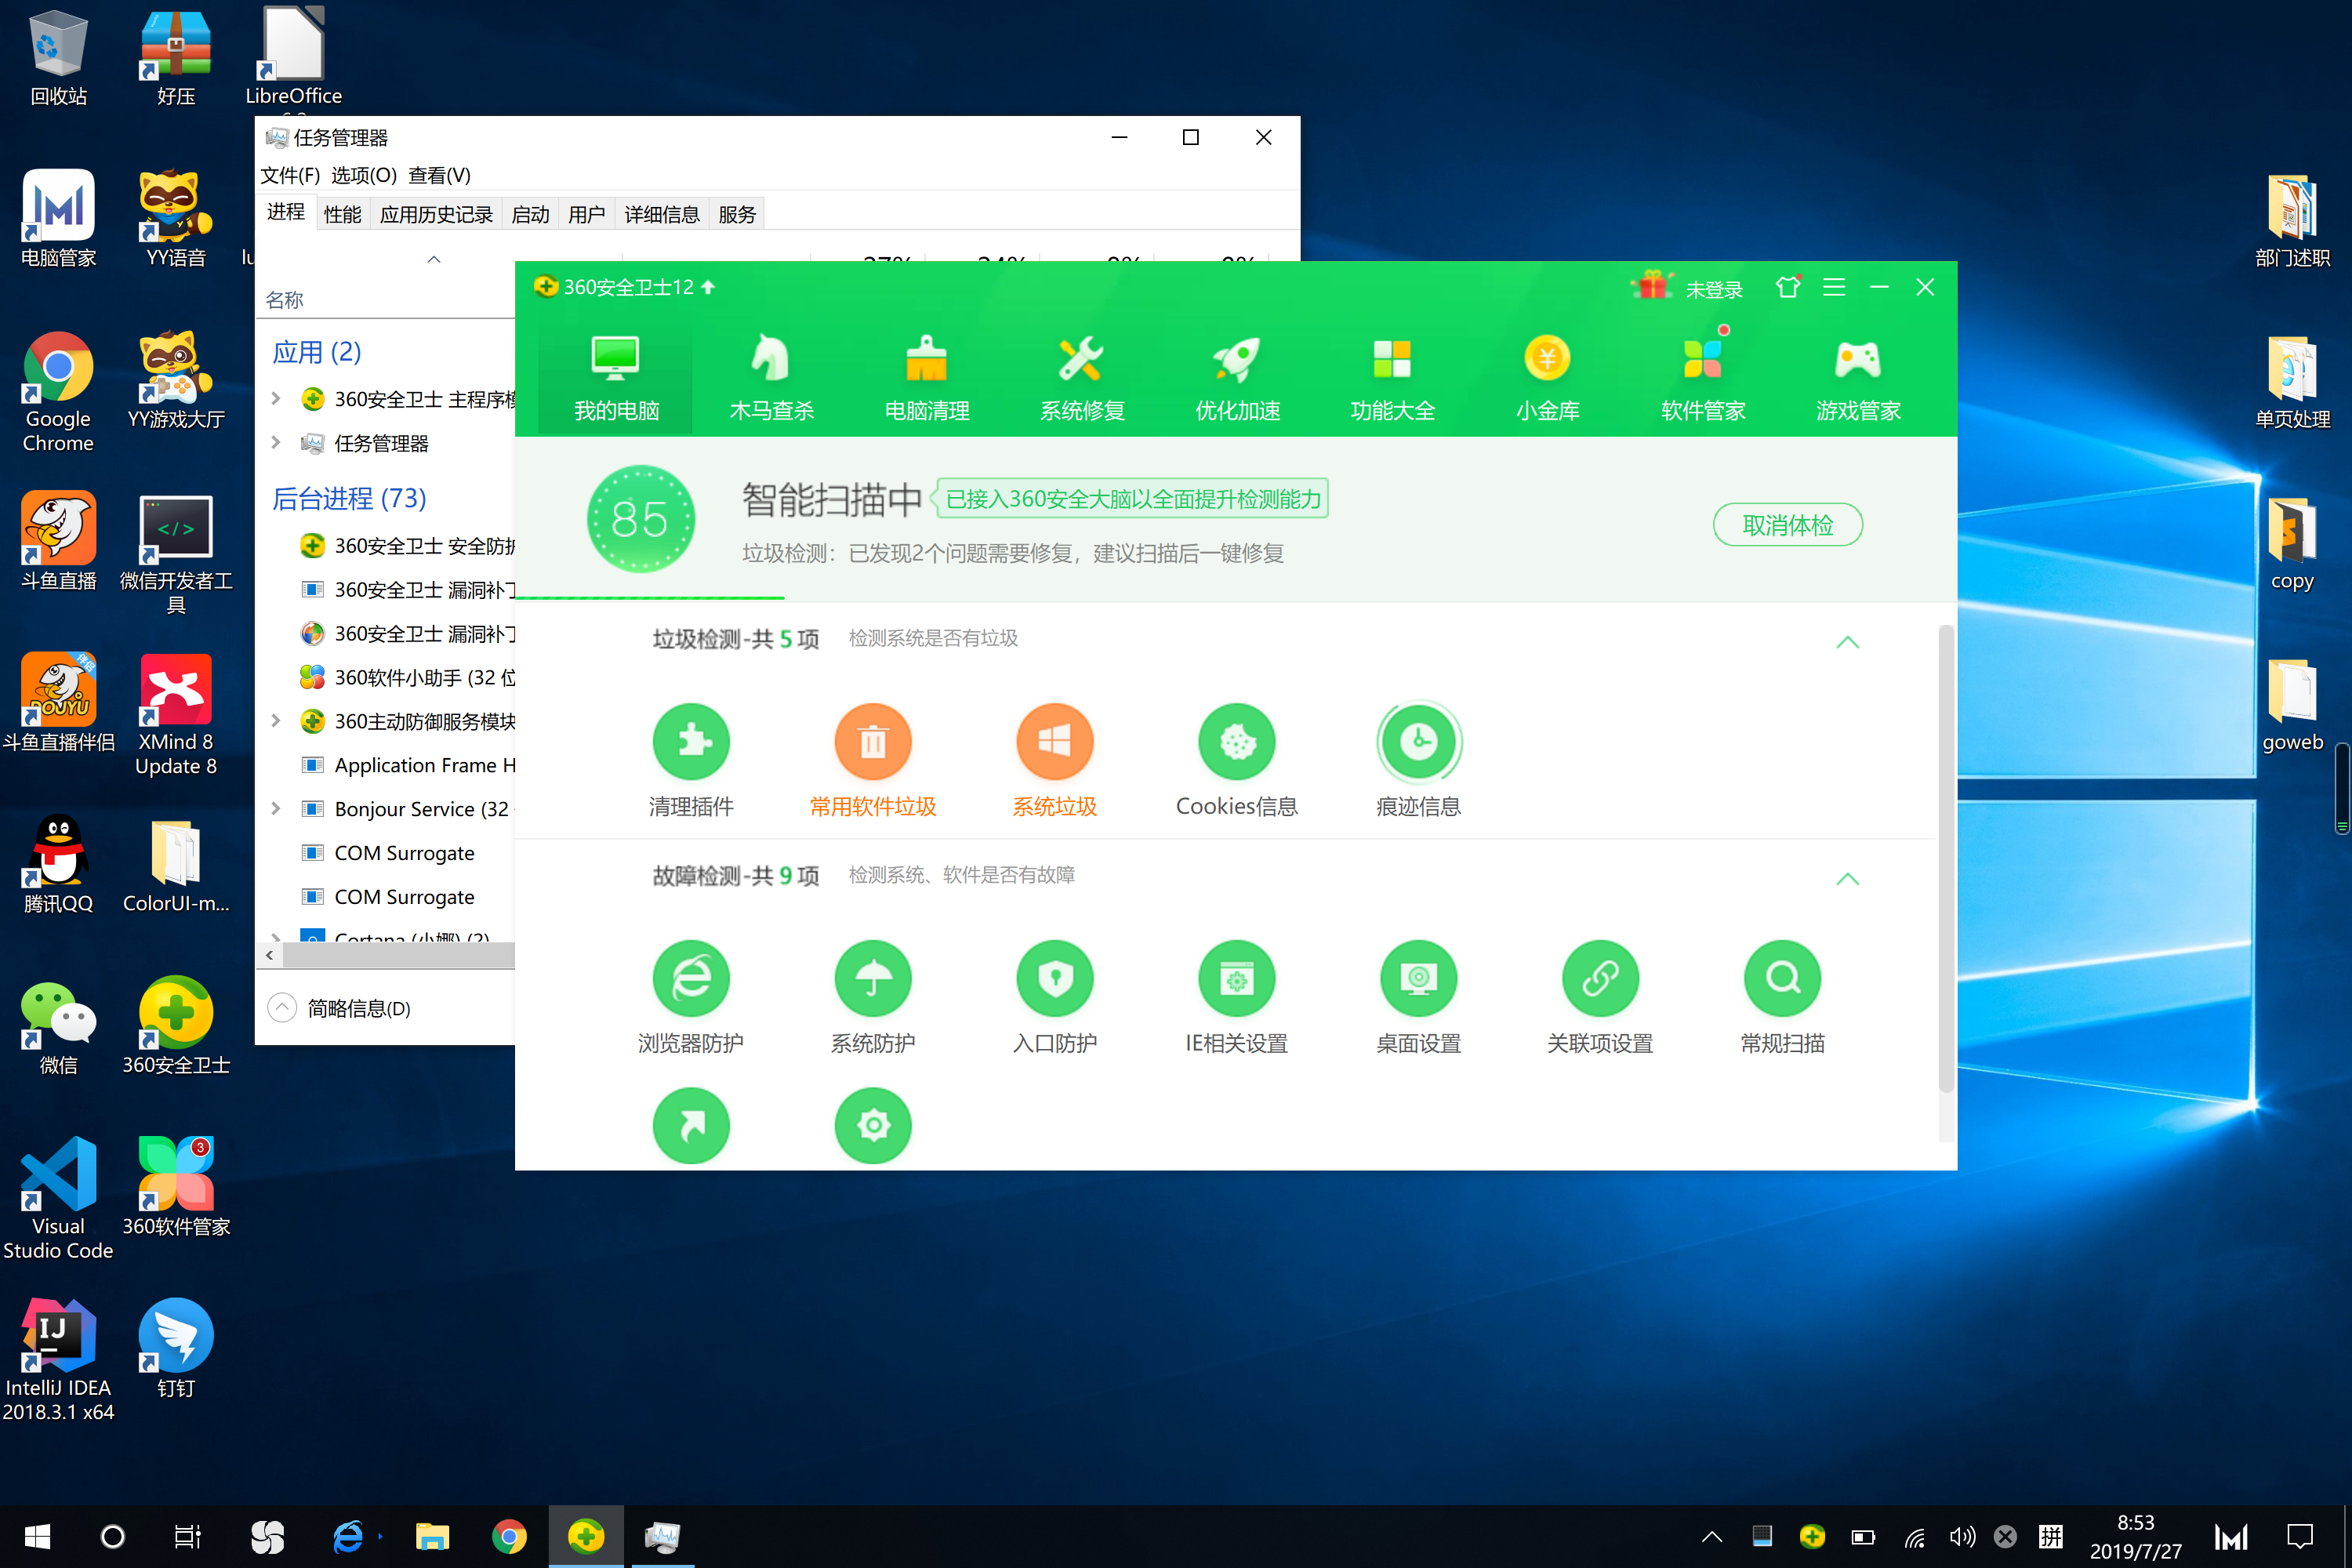 回收站
好压
LibreOffice
电脑管家
YY语音
Google
Chrome
YY游戏大厅
斗鱼直播
微信开发者工
具
斗鱼直播伴侣
XMind 8
Update 8
腾讯QQ
ColorUI-m...
微信
360安全卫士
Visual
Studio Code
3
360软件管家
IntelliJ IDEA
2018.3.1 x64
钉钉
任务管理器
文件(F) 选项(O) 查看(V)
进程 性能 应用历史记录 启动 用户 详细信息 服务
名称
应用 (2)
360安全卫士 主程序模
任务管理器
后台进程 (73)
360安全卫士 安全防护
360安全卫士 漏洞补丁
360安全卫士 漏洞补丁
360软件小助手 (32 位
360主动防御服务模块
Application Frame H
Bonjour Service (32
COM Surrogate
COM Surrogate
Cortana (小娜) (2)
简略信息(D)
360安全卫士12
未登录
我的电脑 木马查杀 电脑清理 系统修复 优化加速 功能大全 小金库 软件管家 游戏管家
85
智能扫描中
已接入360安全大脑以全面提升检测能力
垃圾检测：已发现2个问题需要修复，建议扫描后一键修复
取消体检
垃圾检测-共 5 项 检测系统是否有垃圾
清理插件 常用软件垃圾 系统垃圾 Cookies信息 痕迹信息
故障检测-共 9 项 检测系统、软件是否有故障
浏览器防护 系统防护 入口防护 IE相关设置 桌面设置 关联项设置 常规扫描
部门述职
单页处理
copy
goweb
拼
8:53
2019/7/27